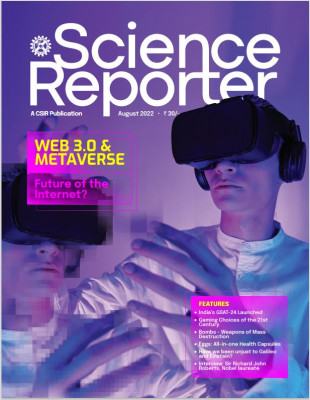 Science
Reporter
A CSIR Publication
August 2022 • ₹ 30/-
WEB 3.0 &
METAVERSE
Future of the
Internet?
FEATURES
• India's GSAT-24 Launched
• Gaming Choices of the 21st
Century
• Bombs - Weapons of Mass
Destruction
• Eggs: All-in-one Health Capsules
• Have we been unjust to Galileo
and Einstein?
• Interview: Sir Richard John
Roberts, Nobel laureate